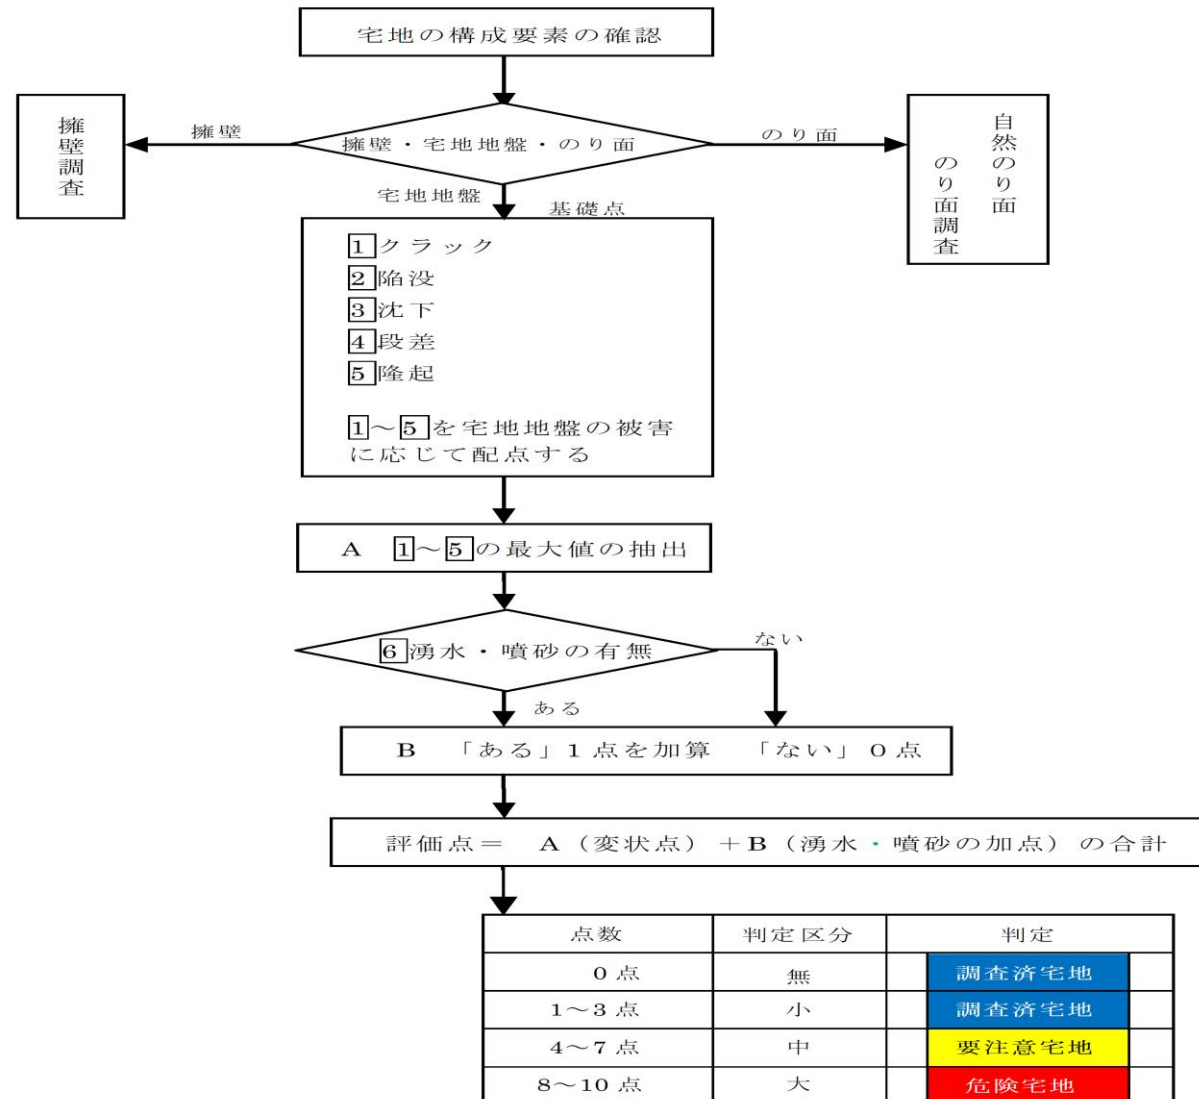 宅地の構成要素の確認
擁壁・宅地地盤・のり面
擁壁
のり面
擁壁調査
自然のり面
のり面調査
宅地地盤
基礎点
1クラック
2陥没
3沈下
4段差
5隆起
1～5を宅地地盤の被害
に応じて配点する
A 1～5の最大値の抽出
6湧水・噴砂の有無
ない
ある
B 「ある」1点を加算 「ない」0点
評価点＝ A（変状点）＋B（湧水・噴砂の加点）の合計
点数 判定区分 判定
0点 無 調査済宅地
1～3点 小 調査済宅地
4～7点 中 要注意宅地
8～10点 大 危険宅地